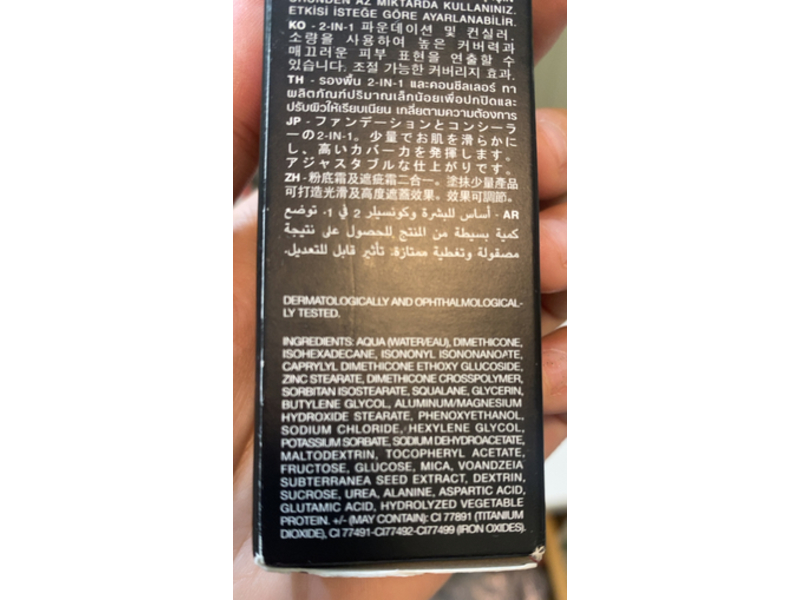 ÜRÜNDEN AZ MİKTARDA KULLANINIZ.
ETKİSİ İSTEĞE GÖRE AYARLANABİLİR.
KO - 2-IN-1 파운데이션 및 컨실러.
소량을 사용하여 높은 커버력과
매끄러운 피부 표현을 연출할 수
있습니다. 조절 가능한 커버리지 효과.
TH - รองพื้น 2-IN-1 และคอนซีลเลอร์ ทา
ผลิตภัณฑ์ปริมาณเล็กน้อยเพื่อปกปิดและ
ปรับผิวให้เรียบเนียน เกลี่ยตามความต้องการ
JP - ファンデーションとコンシーラ
ーの2-IN-1。少量でお肌を滑らかに
し、高いカバー力を発揮します。
アジャスタブルな仕上がりです。
ZH - 粉底霜及遮疵霜二合一。塗抹少量產品
可打造光滑及高度遮蓋效果。效果可調節。
AR - أساس للبشرة وكونسيلر 2 في 1- توضع
كمية بسيطة من المنتج للحصول على نتيجة
مصقولة وتغطية ممتازة. تأثير قابل للتعديل.
DERMATOLOGICALLY AND OPHTHALMOLOGICAL-
LY TESTED.
INGREDIENTS: AQUA (WATER/EAU), DIMETHICONE,
ISOHEXADECANE, ISONONYL ISONONANOATE,
CAPRYLYL DIMETHICONE ETHOXY GLUCOSIDE,
ZINC STEARATE, DIMETHICONE CROSSPOLYMER,
SORBITAN ISOSTEARATE, SQUALANE, GLYCERIN,
BUTYLENE GLYCOL, ALUMINUM/MAGNESIUM
HYDROXIDE STEARATE, PHENOXYETHANOL,
SODIUM CHLORIDE, HEXYLENE GLYCOL,
POTASSIUM SORBATE, SODIUM DEHYDROACETATE,
MALTODEXTRIN, TOCOPHERYL ACETATE,
FRUCTOSE, GLUCOSE, MICA, VOANDZEIA
SUBTERRANEA SEED EXTRACT, DEXTRIN,
SUCROSE, UREA, ALANINE, ASPARTIC ACID,
GLUTAMIC ACID, HYDROLYZED VEGETABLE
PROTEIN. +/- (MAY CONTAIN): CI 77891 (TITANIUM
DIOXIDE), CI 77491-CI77492-CI77499 (IRON OXIDES).